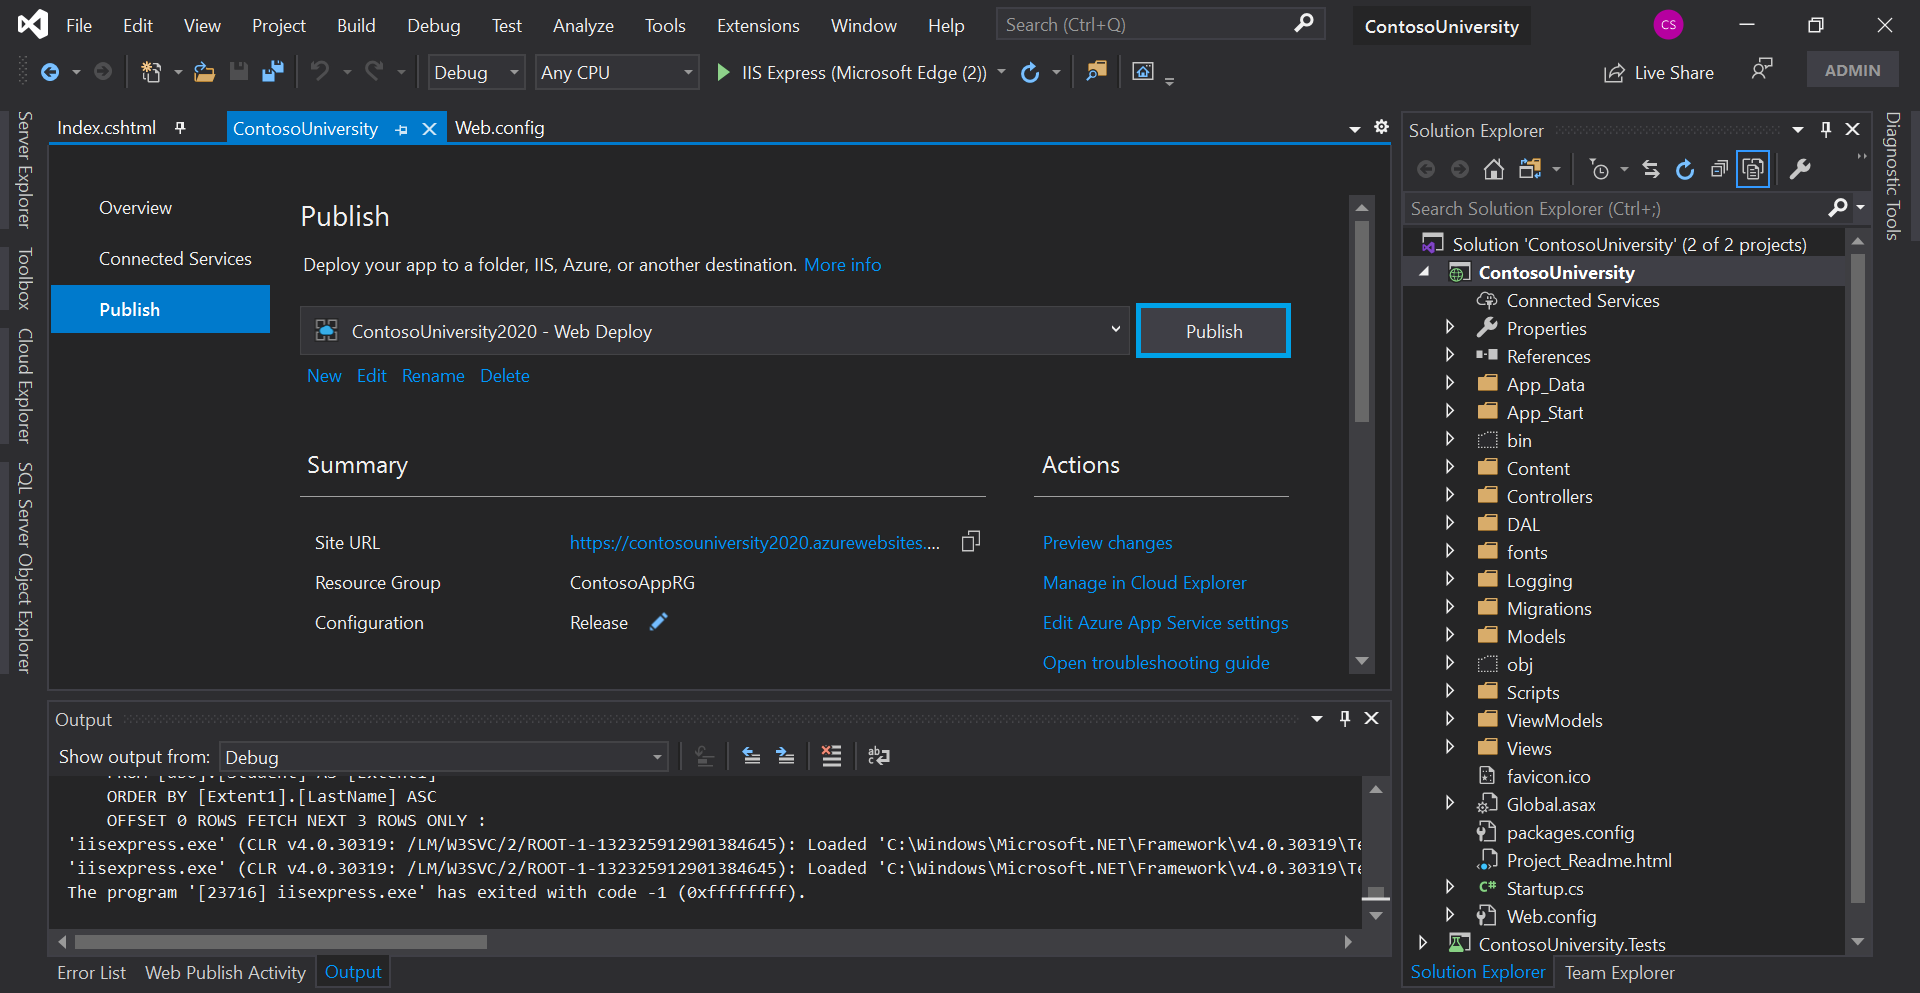 File Edit View Project Build Debug Test Analyze Tools Extensions Window Help Search (Ctrl+Q) ContosoUniversity CS
Debug Any CPU IIS Express (Microsoft Edge (2)) Live Share ADMIN
Server Explorer
Toolbox
Cloud Explorer
SQL Server Object Explorer
Index.cshtml ContosoUniversity Web.config
Overview
Connected Services
Publish
Publish
Deploy your app to a folder, IIS, Azure, or another destination. More info
ContosoUniversity2020 - Web Deploy Publish
New Edit Rename Delete
Summary
Site URL https://contosouniversity2020.azurewebsites....
Resource Group ContosoAppRG
Configuration Release
Actions
Preview changes
Manage in Cloud Explorer
Edit Azure App Service settings
Open troubleshooting guide
Output
Show output from: Debug
FROM [dbo].[Student] AS [Extent1]
ORDER BY [Extent1].[LastName] ASC
OFFSET 0 ROWS FETCH NEXT 3 ROWS ONLY :
'iisexpress.exe' (CLR v4.0.30319: /LM/W3SVC/2/ROOT-1-132325912901384645): Loaded 'C:\Windows\Microsoft.NET\Framework\v4.0.30319\Te
'iisexpress.exe' (CLR v4.0.30319: /LM/W3SVC/2/ROOT-1-132325912901384645): Loaded 'C:\Windows\Microsoft.NET\Framework\v4.0.30319\Te
The program '[23716] iisexpress.exe' has exited with code -1 (0xffffffff).
Error List Web Publish Activity Output
Solution Explorer
Search Solution Explorer (Ctrl+;)
Solution 'ContosoUniversity' (2 of 2 projects)
ContosoUniversity
Connected Services
Properties
References
App_Data
App_Start
bin
Content
Controllers
DAL
fonts
Logging
Migrations
Models
obj
Scripts
ViewModels
Views
favicon.ico
Global.asax
packages.config
Project_Readme.html
C# Startup.cs
Web.config
ContosoUniversity.Tests
Solution Explorer Team Explorer
Diagnostic Tools